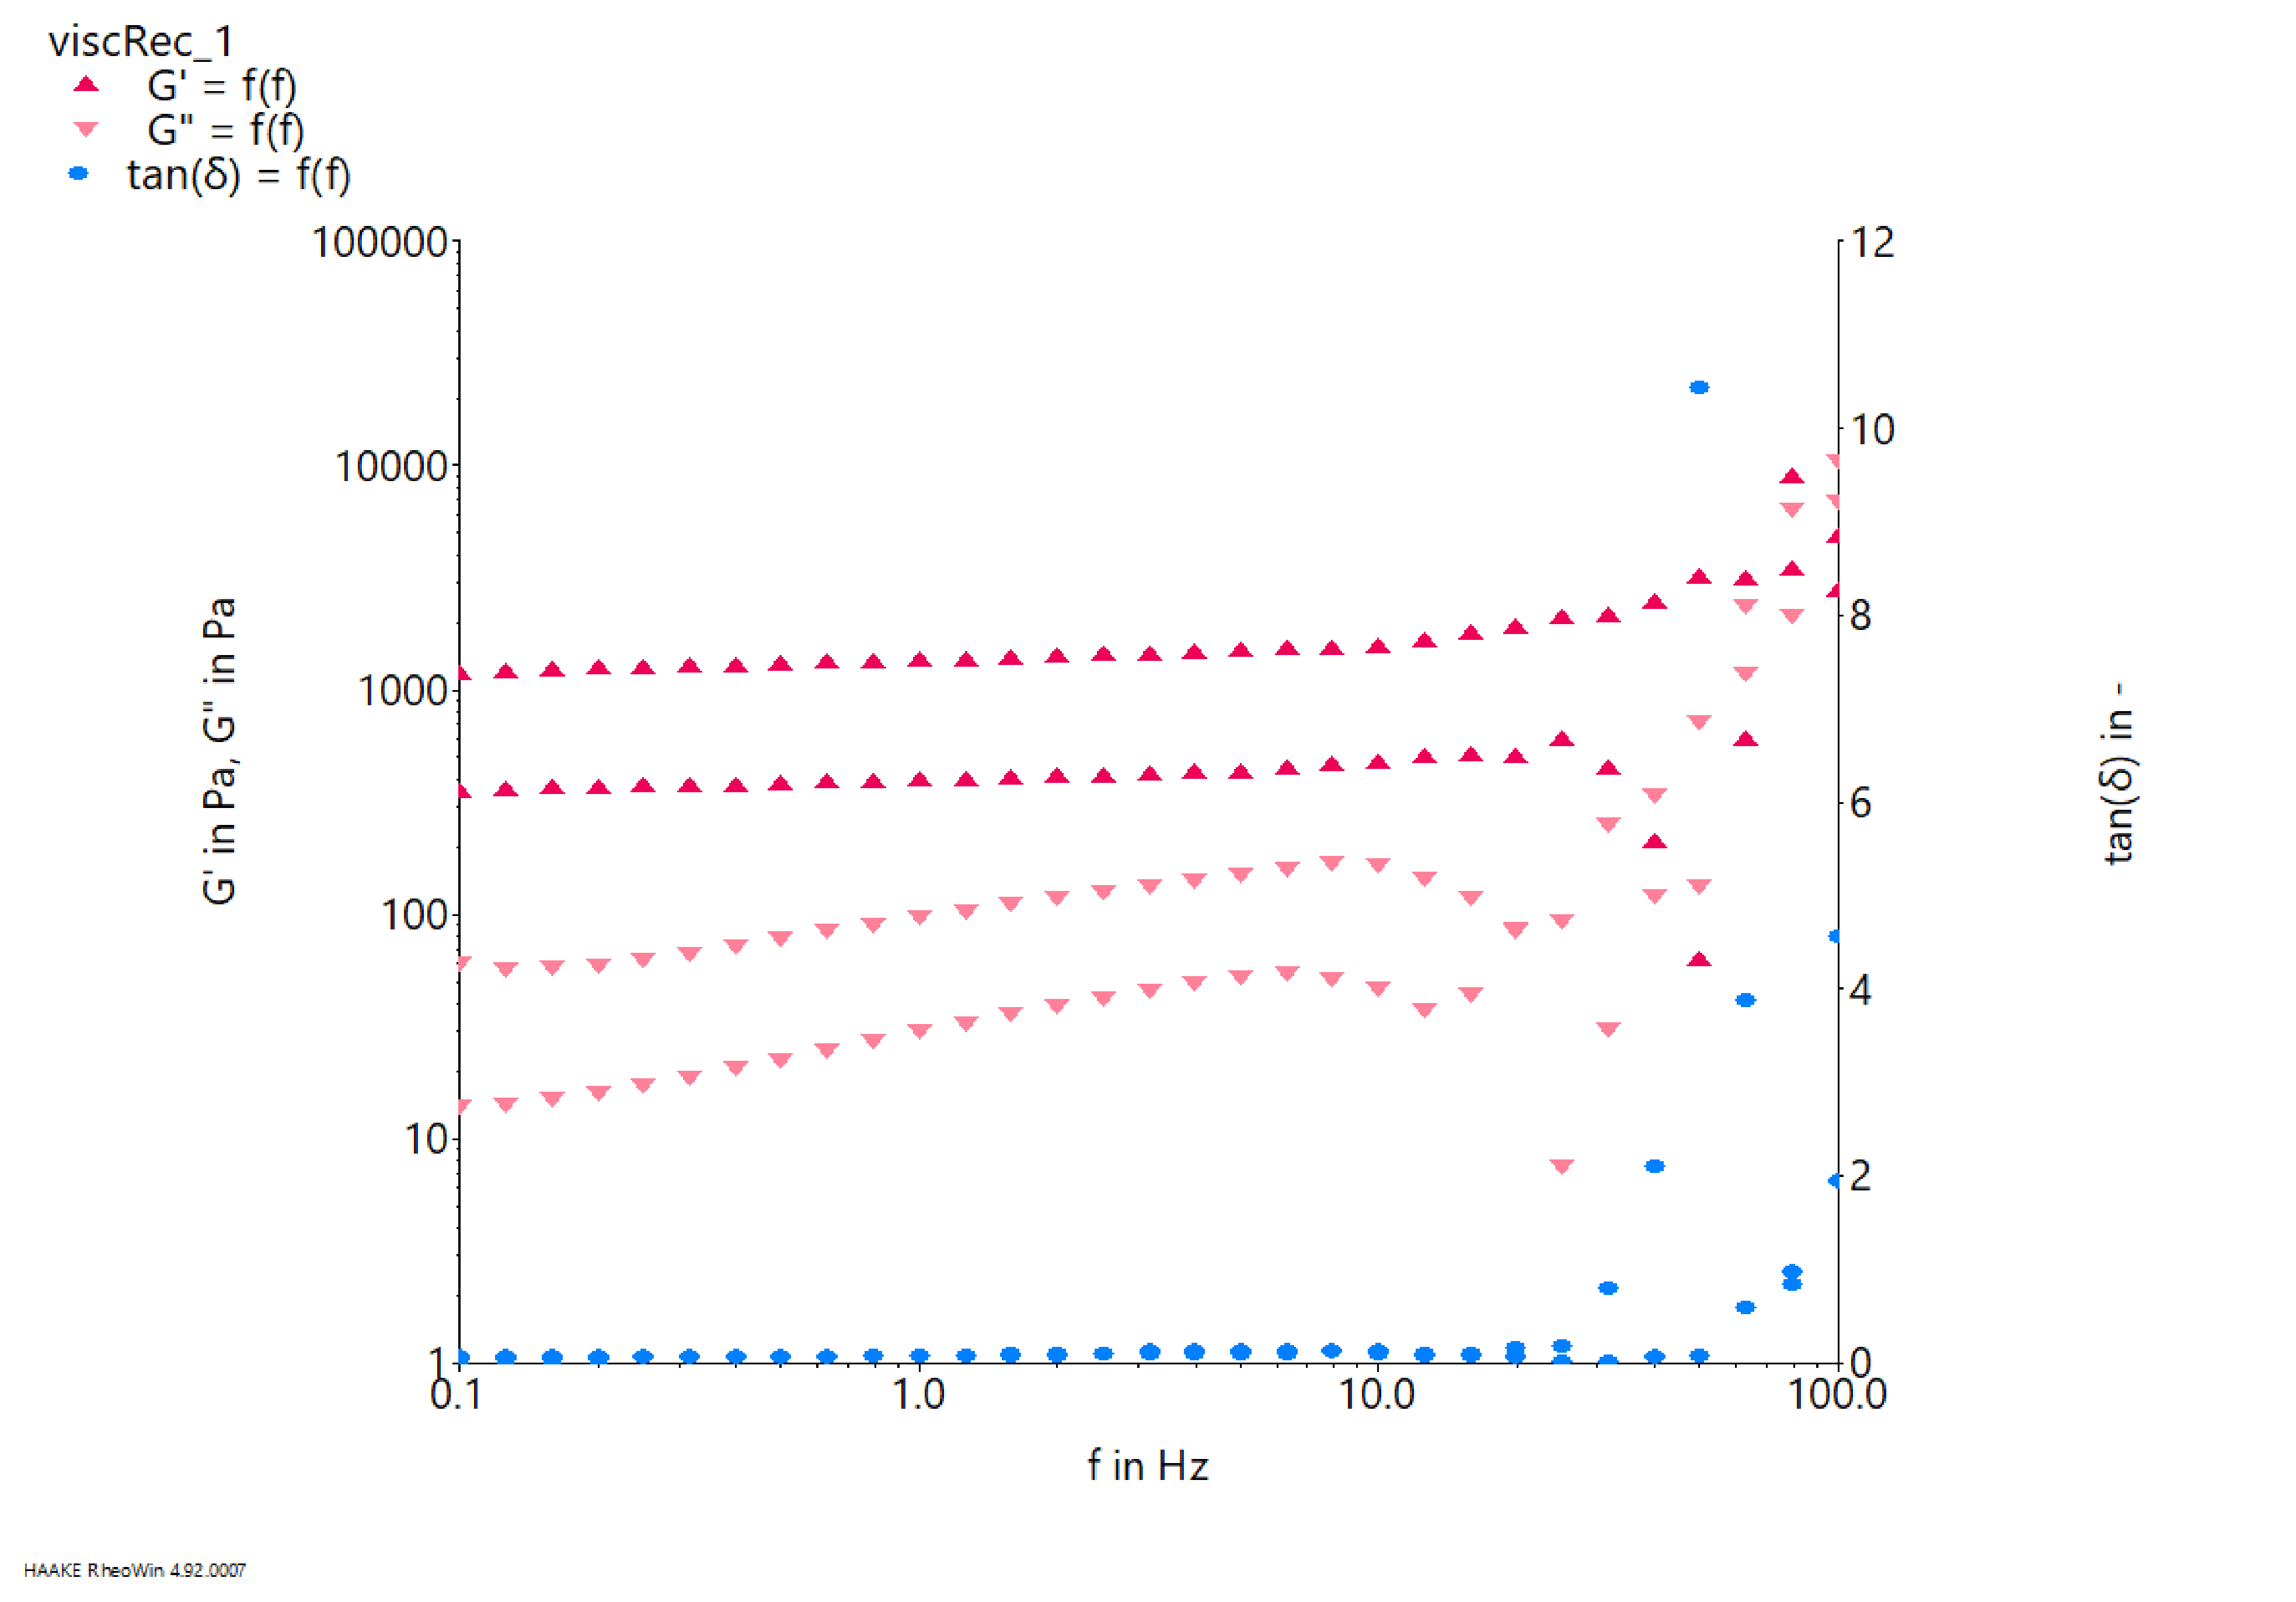 viscRec_1
G' = f(f)
G" = f(f)
tan(δ) = f(f)
100000
10000
1000
100
10
1
G' in Pa, G" in Pa
12
10
8
6
4
2
0
tan(δ) in -
0.1
1.0
10.0
100.0
f in Hz
HAAKE RheoWin 4.92.0007